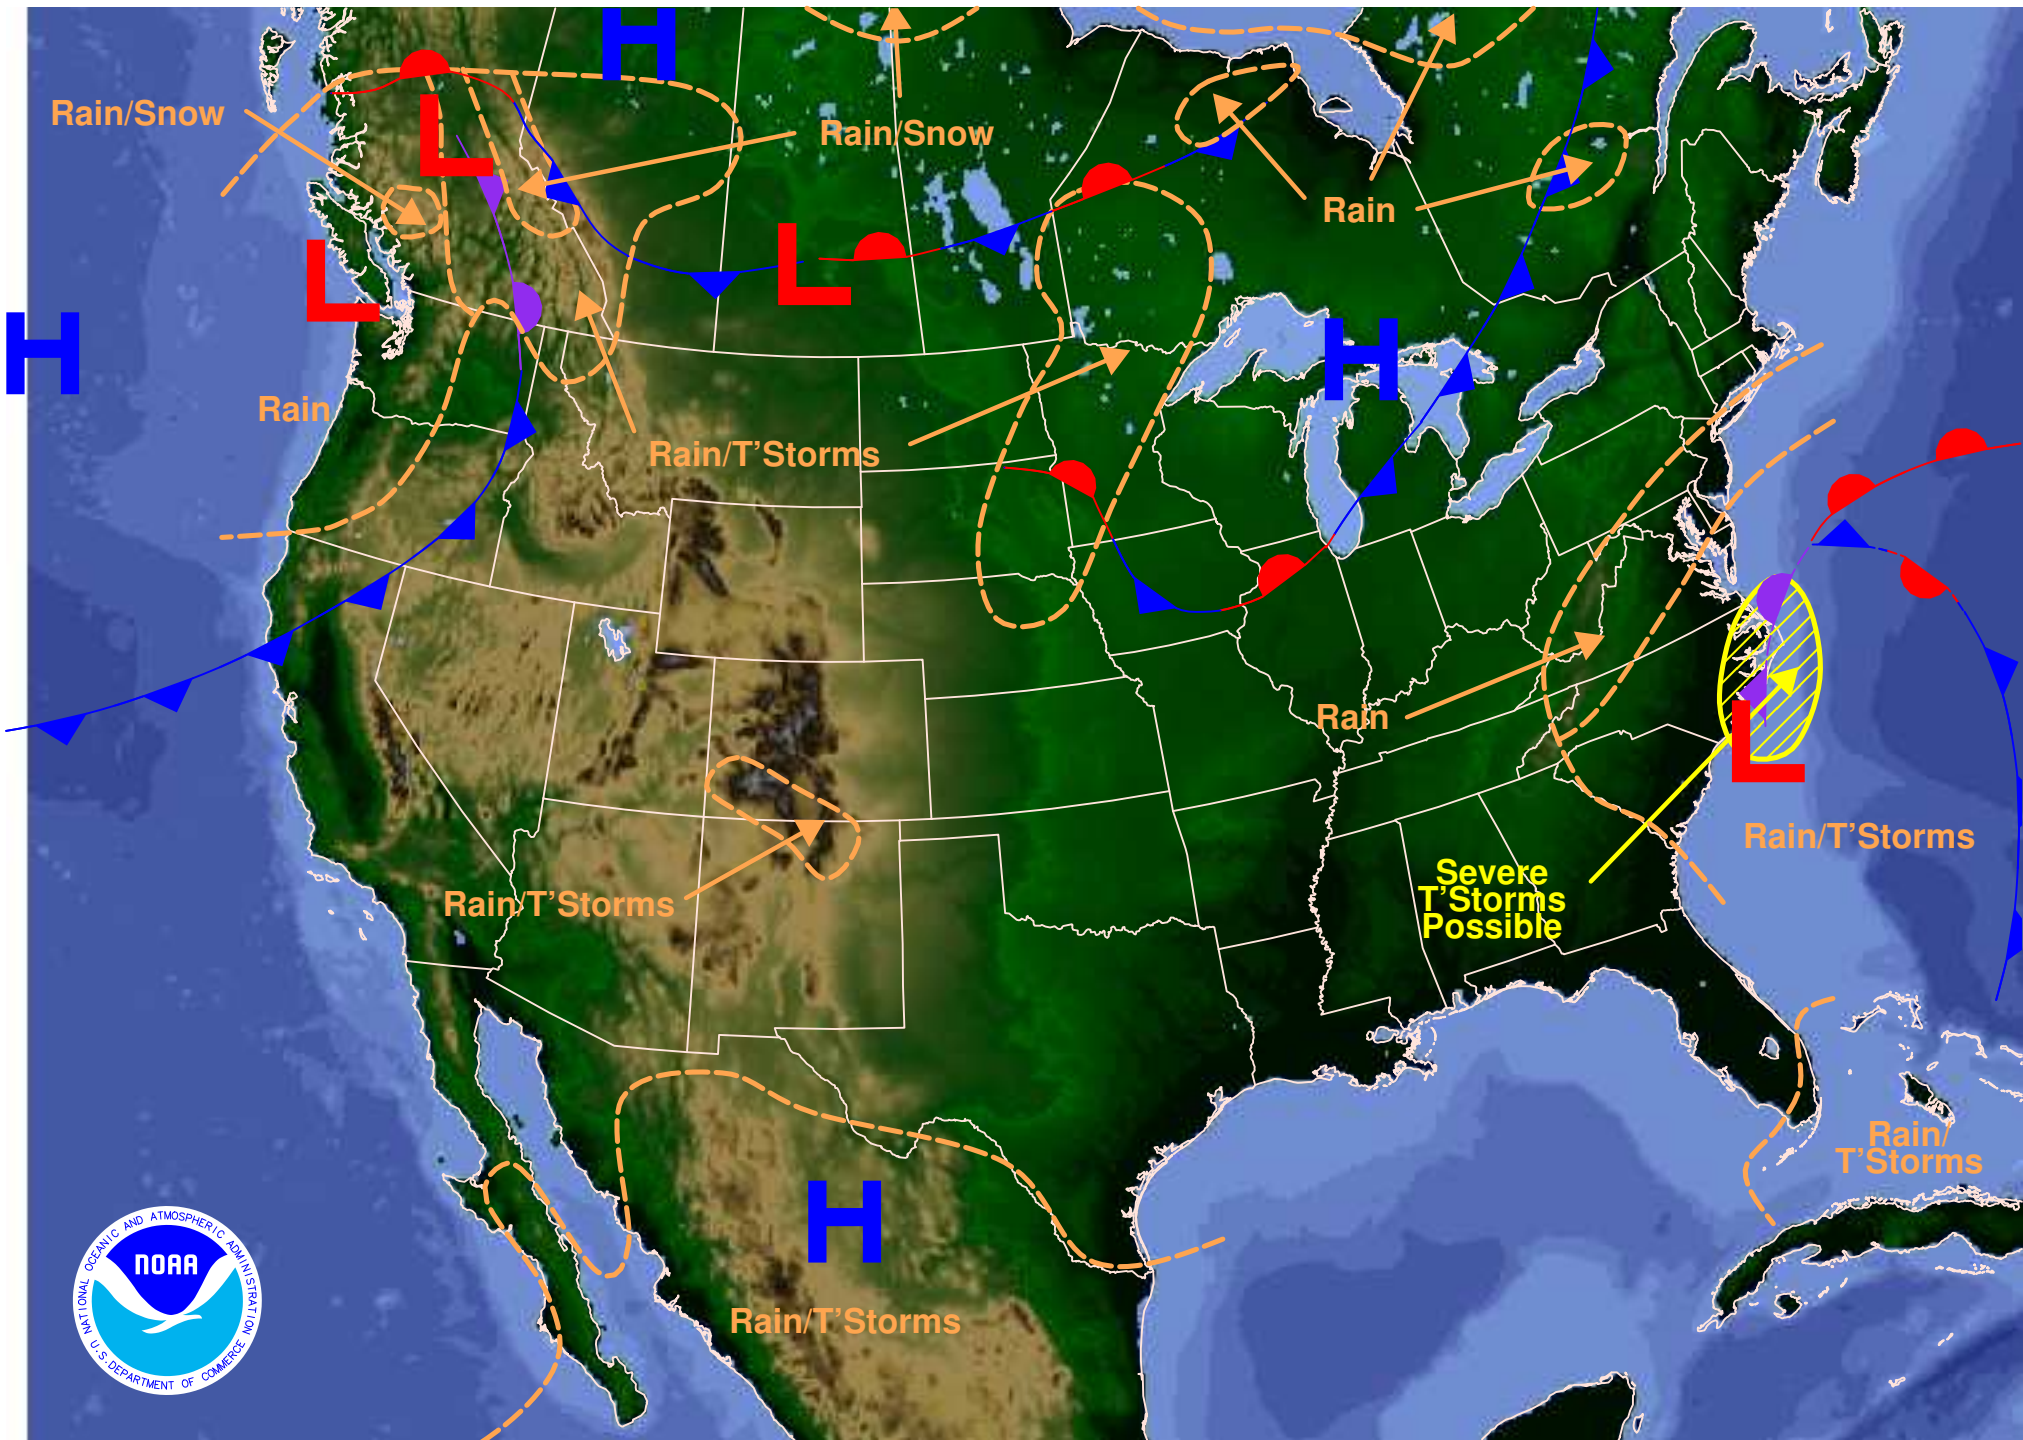 H
Rain/Snow
L
Rain/Snow
Rain
L
L
H
H
Rain
Rain/T'Storms
Rain
L
Rain/T'Storms
Severe
T'Storms
Possible
Rain/T'Storms
Rain/
T'Storms
H
Rain/T'Storms
NATIONAL OCEANIC AND ATMOSPHERIC ADMINISTRATION
NOAA
U.S. DEPARTMENT OF COMMERCE